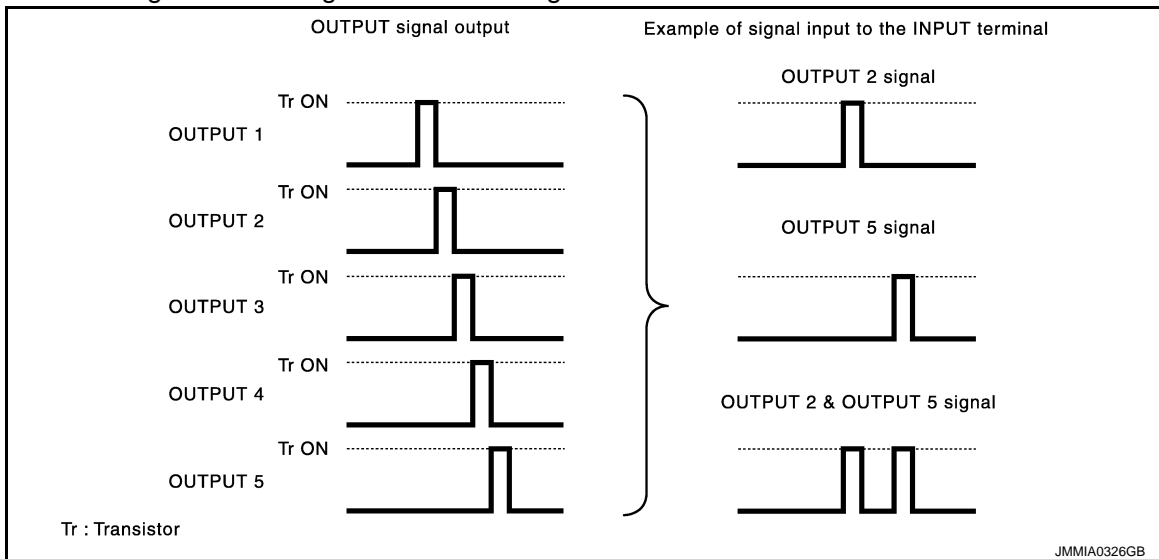 OUTPUT signal output
Example of signal input to the INPUT terminal
Tr ON
OUTPUT 1
Tr ON
OUTPUT 2
Tr ON
OUTPUT 3
Tr ON
OUTPUT 4
Tr ON
OUTPUT 5
OUTPUT 2 signal
OUTPUT 5 signal
OUTPUT 2 & OUTPUT 5 signal
Tr : Transistor
JMMIA0326GB